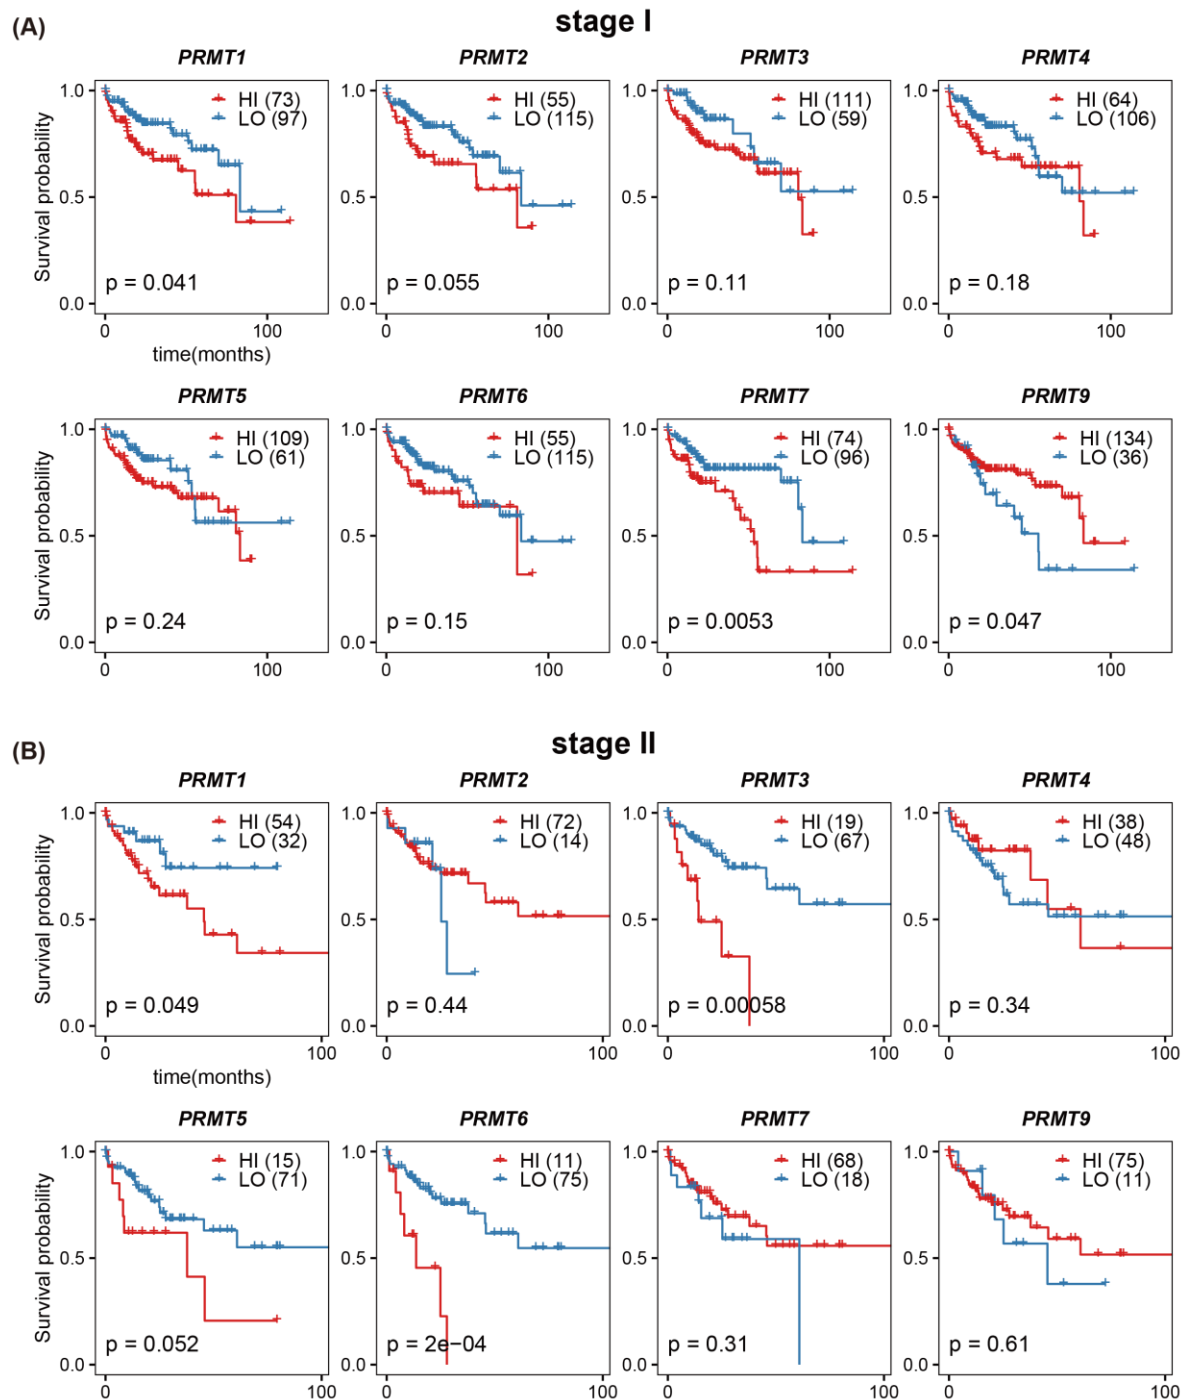 (A)
stage I
PRMT1
PRMT2
PRMT3
PRMT4
Survival probability
1.0
0.5
0.0
HI (73)
LO (97)
p = 0.041
0
100
time(months)
1.0
0.5
0.0
HI (55)
LO (115)
p = 0.055
0
100
1.0
0.5
0.0
HI (111)
LO (59)
p = 0.11
0
100
1.0
0.5
0.0
HI (64)
LO (106)
p = 0.18
0
100
PRMT5
PRMT6
PRMT7
PRMT9
Survival probability
1.0
0.5
0.0
HI (109)
LO (61)
p = 0.24
0
100
1.0
0.5
0.0
HI (55)
LO (115)
p = 0.15
0
100
1.0
0.5
0.0
HI (74)
LO (96)
p = 0.0053
0
100
1.0
0.5
0.0
HI (134)
LO (36)
p = 0.047
0
100
(B)
stage II
PRMT1
PRMT2
PRMT3
PRMT4
Survival probability
1.0
0.5
0.0
HI (54)
LO (32)
p = 0.049
0
100
time(months)
1.0
0.5
0.0
HI (72)
LO (14)
p = 0.44
0
100
1.0
0.5
0.0
HI (19)
LO (67)
p = 0.00058
0
100
1.0
0.5
0.0
HI (38)
LO (48)
p = 0.34
0
100
PRMT5
PRMT6
PRMT7
PRMT9
Survival probability
1.0
0.5
0.0
HI (15)
LO (71)
p = 0.052
0
100
1.0
0.5
0.0
HI (11)
LO (75)
p = 2e−04
0
100
1.0
0.5
0.0
HI (68)
LO (18)
p = 0.31
0
100
1.0
0.5
0.0
HI (75)
LO (11)
p = 0.61
0
100